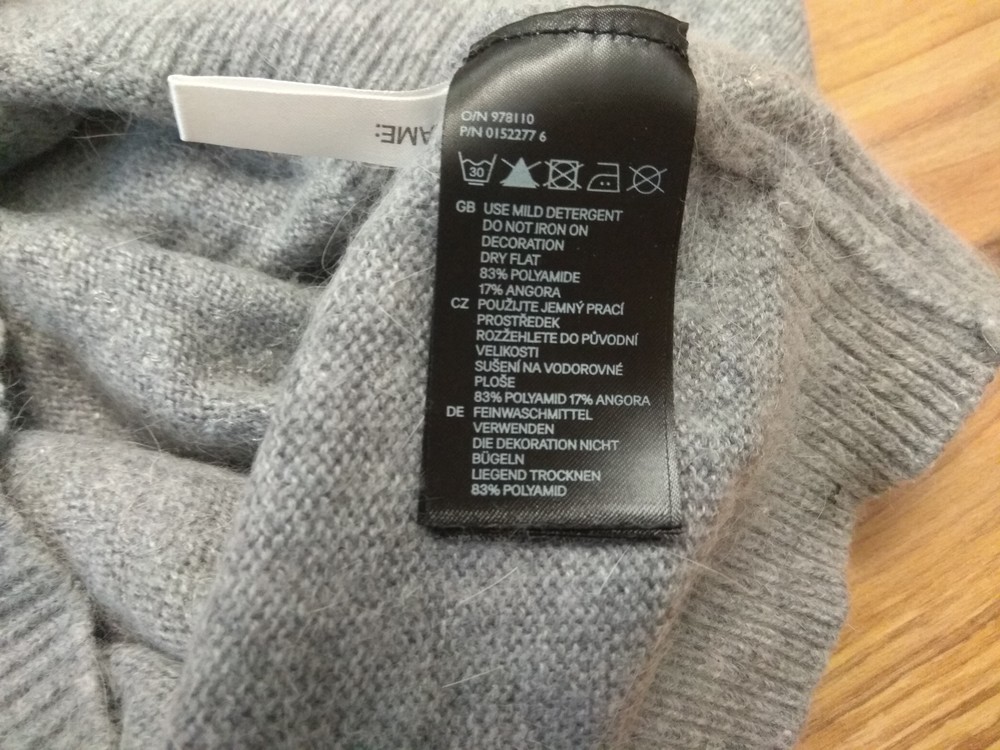 AME:
O/N 978110
P/N 0152277 6
30
GB USE MILD DETERGENT
DO NOT IRON ON
DECORATION
DRY FLAT
83% POLYAMIDE
17% ANGORA
CZ POUŽIJTE JEMNÝ PRACÍ
PROSTŘEDEK
ROZŽEHLETE DO PŮVODNÍ
VELIKOSTI
SUŠENÍ NA VODOROVNÉ
PLOŠE
83% POLYAMID 17% ANGORA
DE FEINWASCHMITTEL
VERWENDEN
DIE DEKORATION NICHT
BÜGELN
LIEGEND TROCKNEN
83% POLYAMID